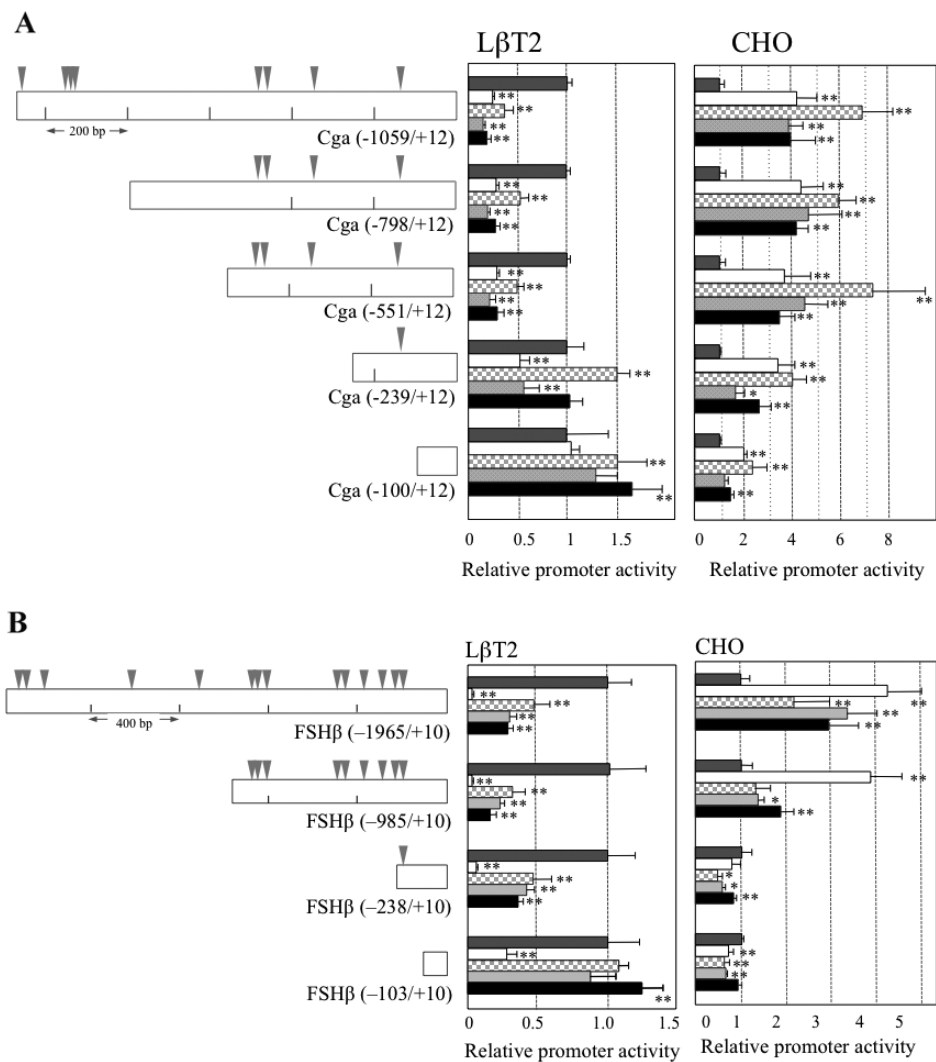 A
LβT2
CHO
200 bp
Cga (-1059/+12)
**
**
**
**
**
**
**
**
Cga (-798/+12)
**
**
**
**
**
**
**
**
Cga (-551/+12)
**
**
**
**
**
**
**
**
Cga (-239/+12)
**
**
**
**
**
*
**
Cga (-100/+12)
**
**
**
**
**
0 0.5 1 1.5
0 2 4 6 8
Relative promoter activity
Relative promoter activity
B
LβT2
CHO
400 bp
FSHβ (–1965/+10)
**
**
**
**
**
**
**
**
FSHβ (–985/+10)
**
**
**
**
**
*
**
FSHβ (–238/+10)
**
**
**
**
*
*
**
FSHβ (–103/+10)
**
**
**
**
**
0 0.5 1.0 1.5
0 1 2 3 4 5
Relative promoter activity
Relative promoter activity